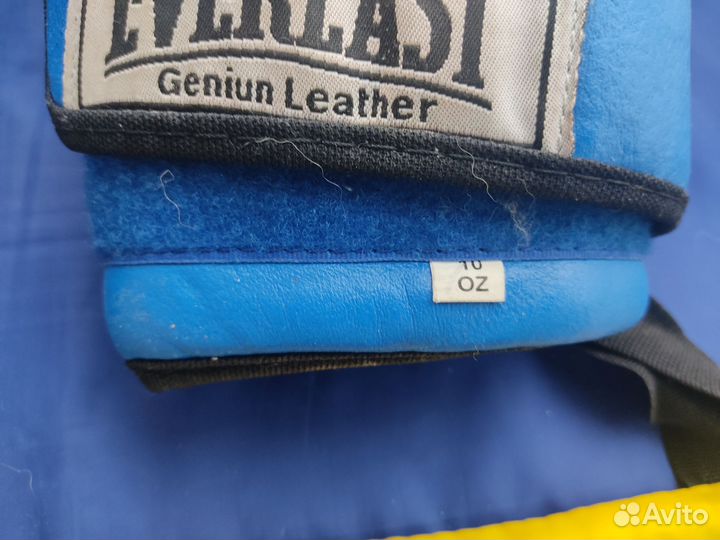 EVERLAST
Geniun Leather
10
OZ
Avito